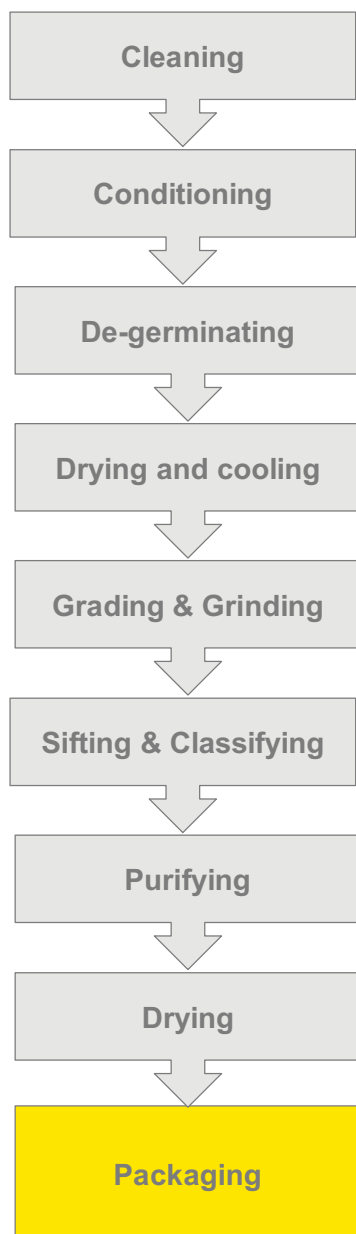 Cleaning
Conditioning
De-germinating
Drying and cooling
Grading & Grinding
Sifting & Classifying
Purifying
Drying
Packaging